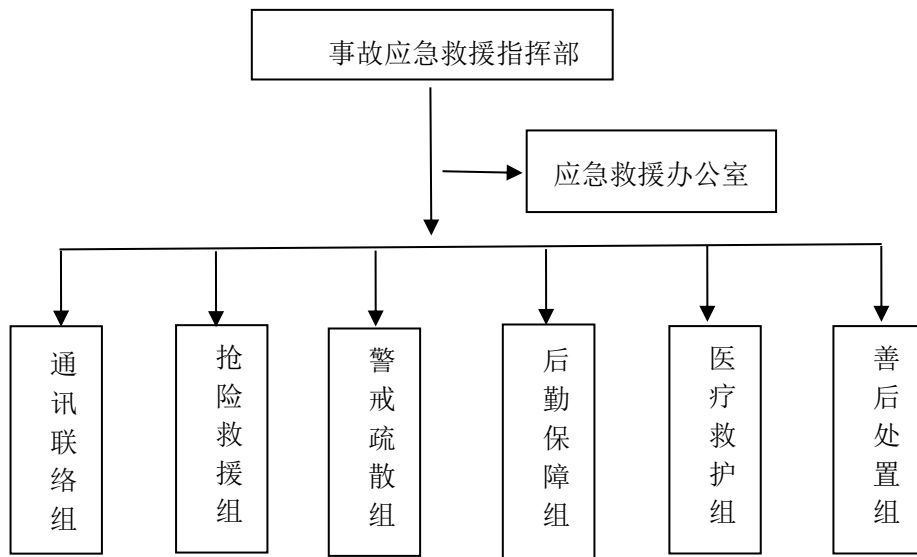 事故应急救援指挥部
应急救援办公室
通讯联络组
抢险救援组
警戒疏散组
后勤保障组
医疗救护组
善后处置组